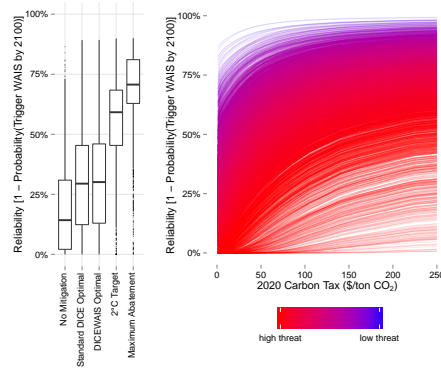 Reliability [1 − Probability(Trigger WAIS by 2100)]
100%
75%
50%
25%
0%
No Mitigation
Standard DICE Optimal
DICEWAIS Optimal
2°C Target
Maximum Abatement
Reliability [1 − Probability(Trigger WAIS by 2100)]
100%
75%
50%
25%
0%
0
50
100
150
200
250
2020 Carbon Tax ($/ton CO₂)
high threat
low threat